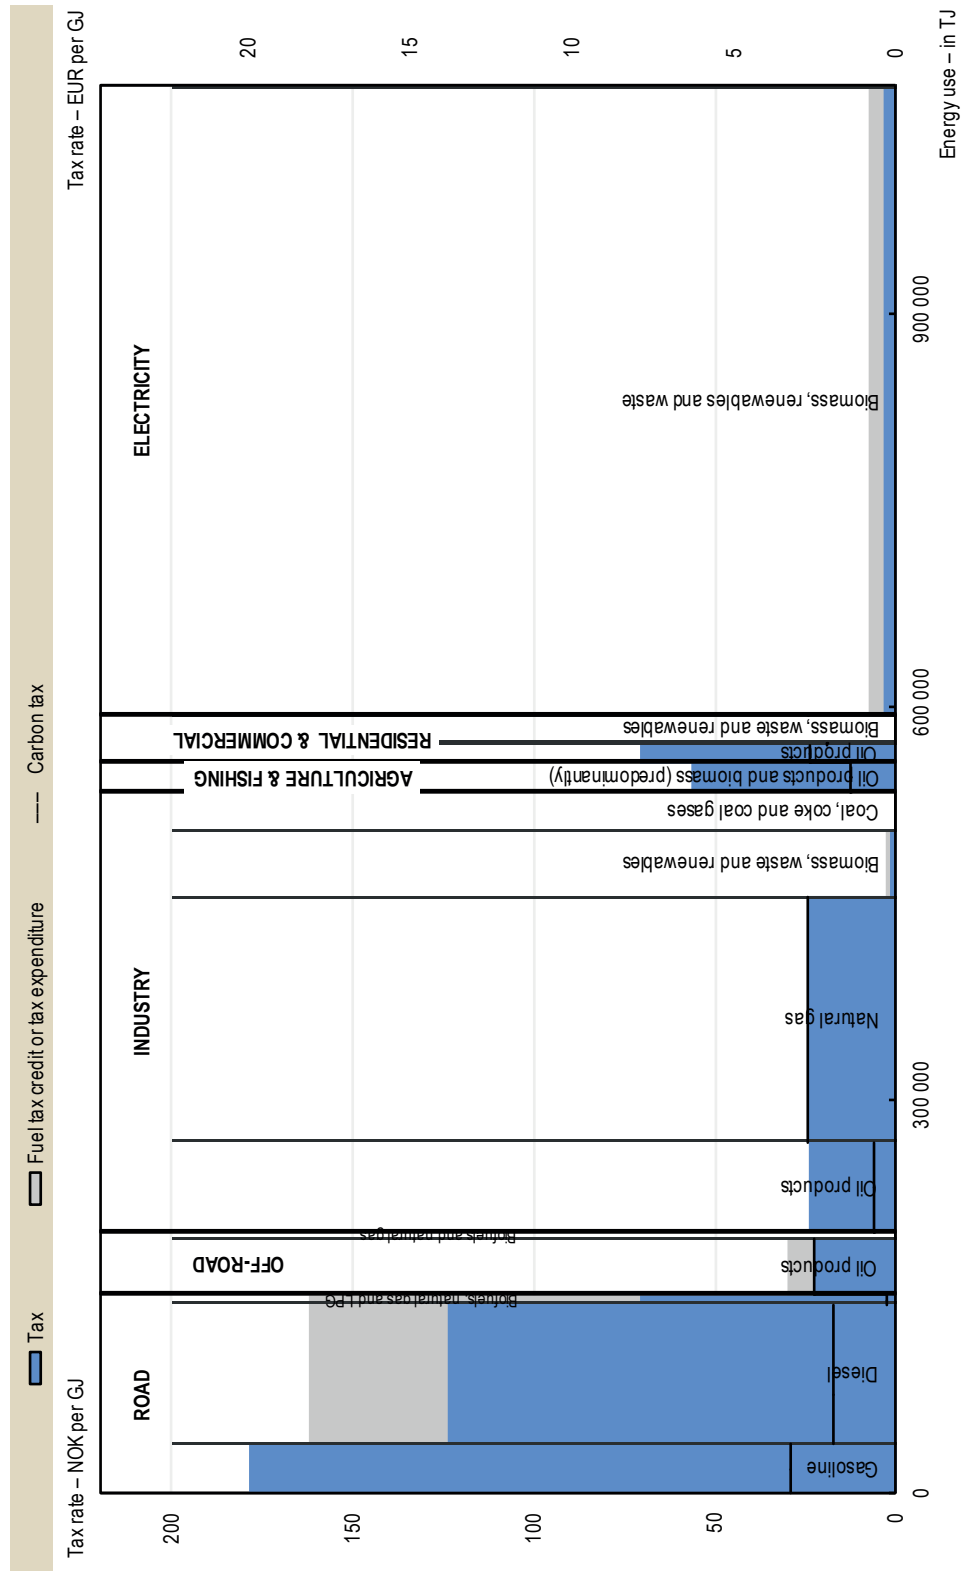 Tax
Fuel tax credit or tax expenditure
Carbon tax
Tax rate – NOK per GJ
Tax rate – EUR per GJ
ROAD
OFF-ROAD
INDUSTRY
AGRICULTURE & FISHING
RESIDENTIAL & COMMERCIAL
ELECTRICITY
200
150
100
50
0
20
15
10
5
0
Gasoline
Diesel
Biofuels, natural gas and LPG
Oil products
Biofuels and natural gas
Oil products
Natural gas
Biomass, waste and renewables
Coal, coke and coal gases
Oil products and biomass (predominantly)
Oil products
Biomass, waste and renewables
Biomass, renewables and waste
0
300 000
600 000
900 000
Energy use – in TJ